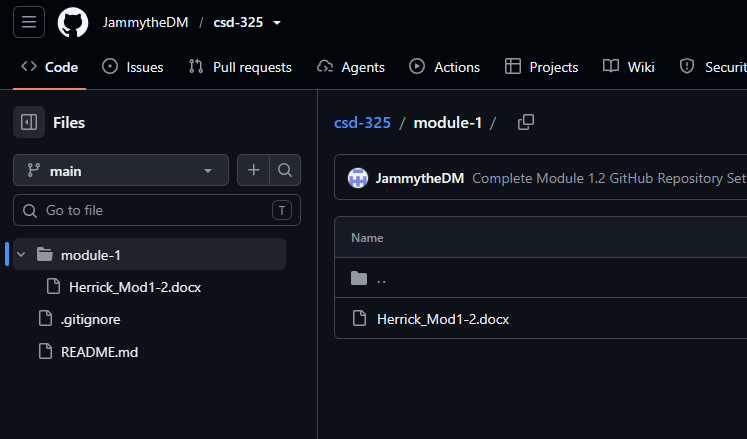 JammytheDM / csd-325
Code Issues Pull requests Agents Actions Projects Wiki Securit
Files
main
Go to file T
module-1
Herrick_Mod1-2.docx
.gitignore
README.md
csd-325 / module-1 /
JammytheDM Complete Module 1.2 GitHub Repository Set
Name
..
Herrick_Mod1-2.docx